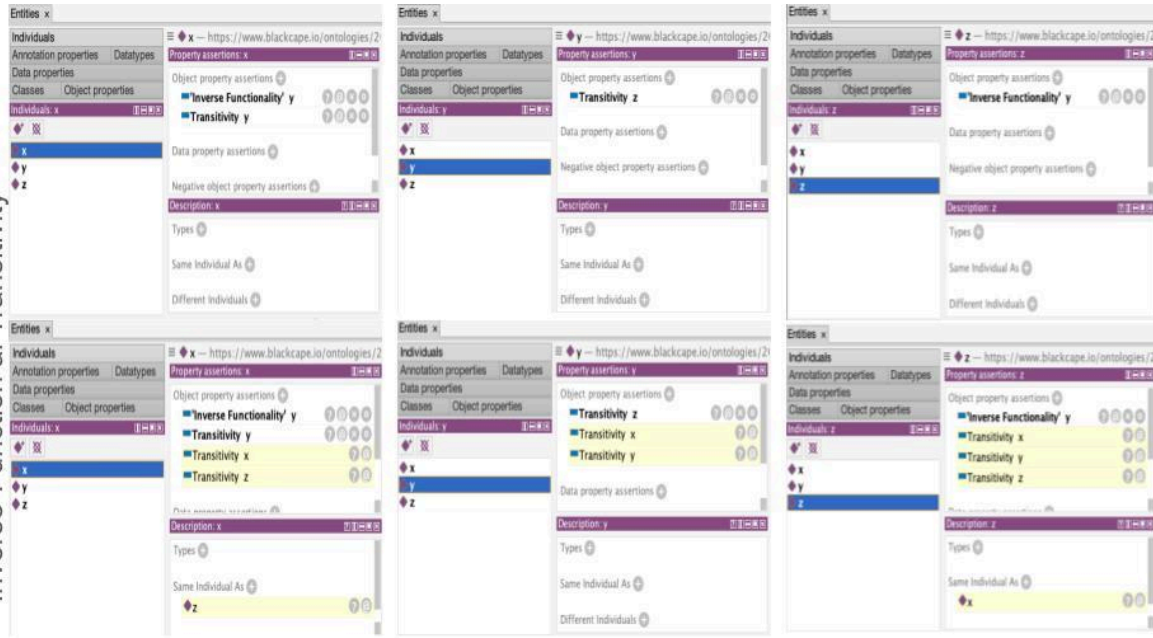 Entities x
Individuals
Annotation properties Datatypes
Data properties
Classes Object properties
Individuals: x
x
y
z
x — https://www.blackcape.io/ontologies/2
Property assertions: x
Object property assertions
'Inverse Functionality' y
Transitivity y
Data property assertions
Negative object property assertions
Description: x
Types
Same Individual As
Different Individuals
Entities x
Individuals
Annotation properties Datatypes
Data properties
Classes Object properties
Individuals: y
x
y
z
y — https://www.blackcape.io/ontologies/2
Property assertions: y
Object property assertions
Transitivity z
Data property assertions
Negative object property assertions
Description: y
Types
Same Individual As
Different Individuals
Entities x
Individuals
Annotation properties Datatypes
Data properties
Classes Object properties
Individuals: z
x
y
z
z — https://www.blackcape.io/ontologies/2
Property assertions: z
Object property assertions
'Inverse Functionality' y
Data property assertions
Negative object property assertions
Description: z
Types
Same Individual As
Different Individuals
Entities x
Individuals
Annotation properties Datatypes
Data properties
Classes Object properties
Individuals: x
x
y
z
x — https://www.blackcape.io/ontologies/2
Property assertions: x
Object property assertions
'Inverse Functionality' y
Transitivity y
Transitivity x
Transitivity z
Description: x
Types
Same Individual As
z
Entities x
Individuals
Annotation properties Datatypes
Data properties
Classes Object properties
Individuals: y
x
y
z
y — https://www.blackcape.io/ontologies/2
Property assertions: y
Object property assertions
Transitivity z
Transitivity x
Transitivity y
Data property assertions
Description: y
Types
Same Individual As
Different Individuals
Entities x
Individuals
Annotation properties Datatypes
Data properties
Classes Object properties
Individuals: z
x
y
z
z — https://www.blackcape.io/ontologies/2
Property assertions: z
Object property assertions
'Inverse Functionality' y
Transitivity x
Transitivity y
Transitivity z
Description: z
Types
Same Individual As
x